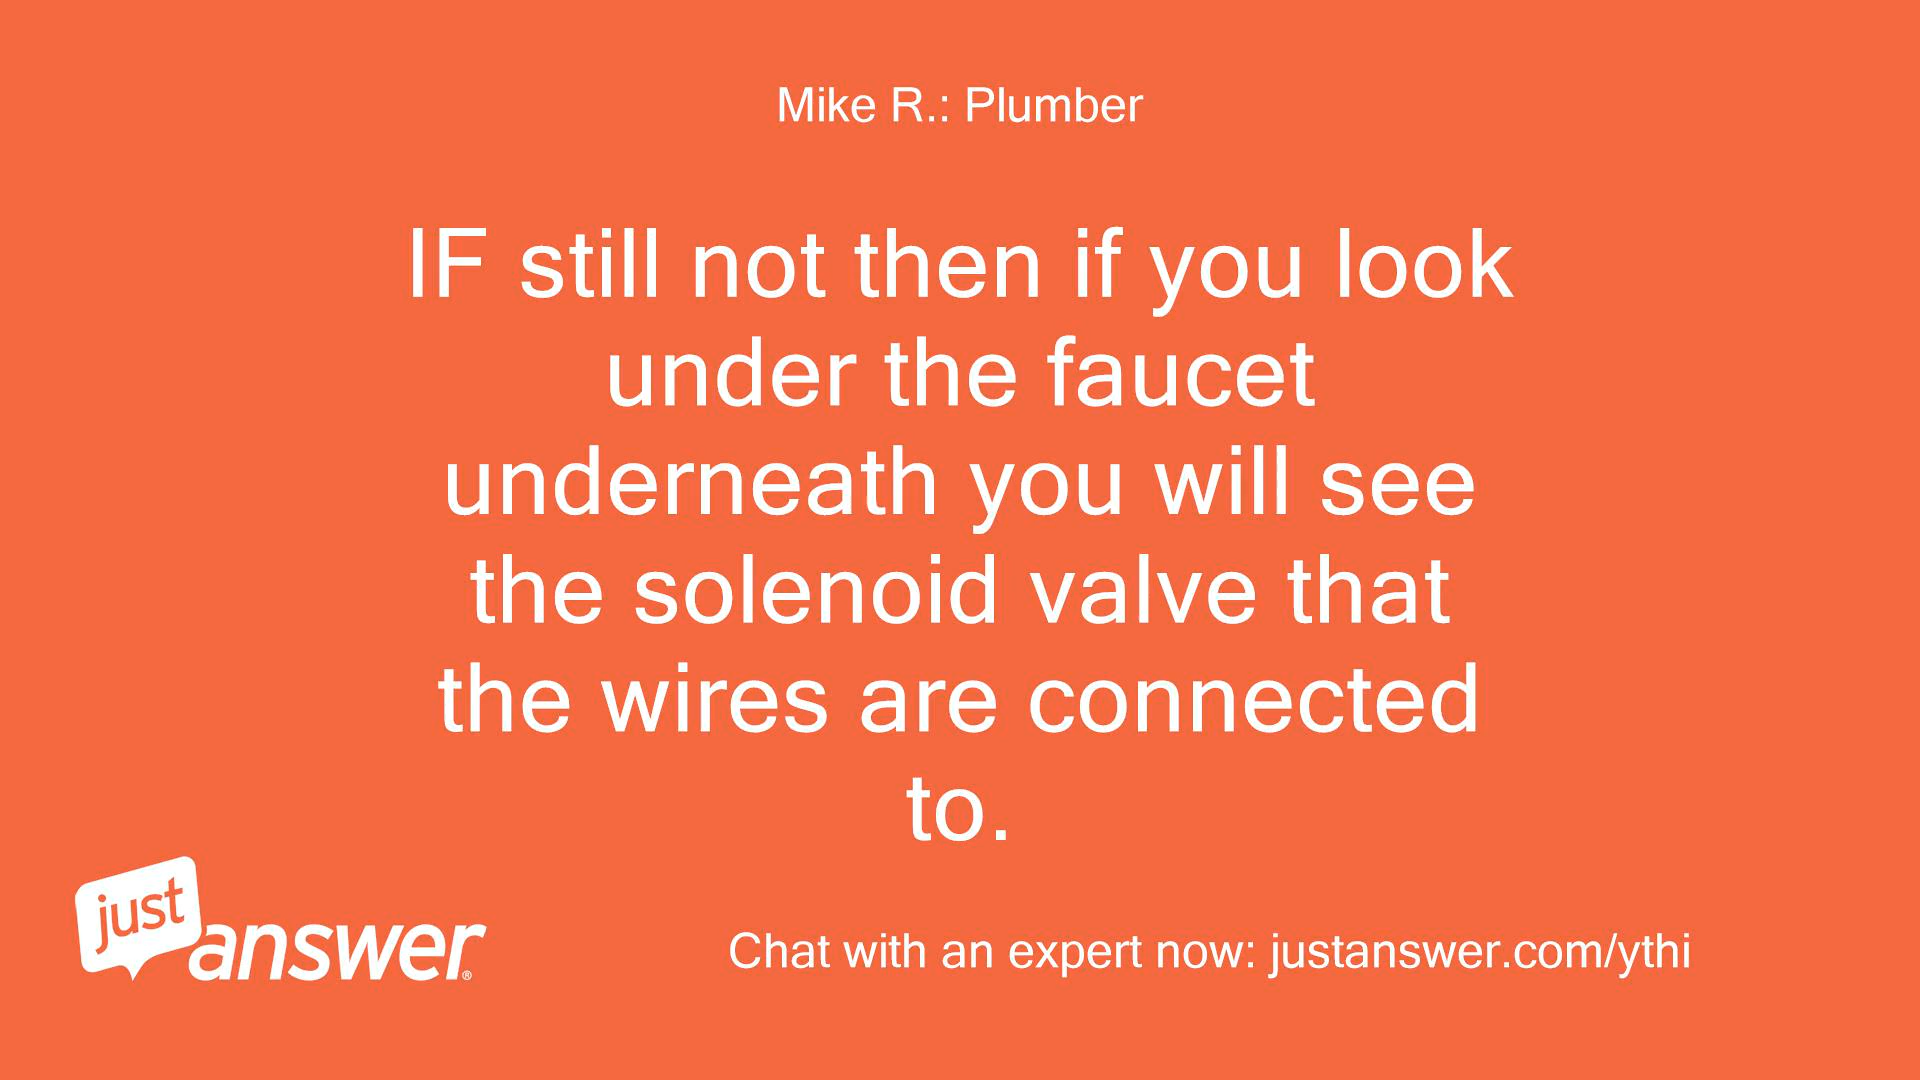 Mike R.: Plumber
IF still not then if you look
under the faucet
underneath you will see
the solenoid valve that
the wires are connected
to.
just
answer®
Chat with an expert now: justanswer.com/ythi